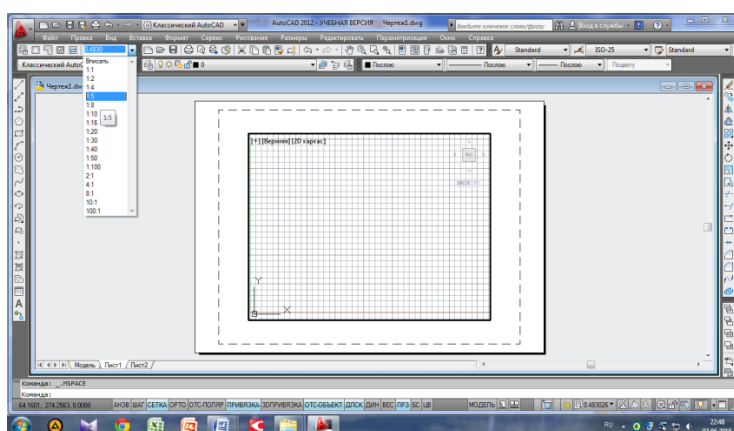 Классический AutoCAD
AutoCAD 2012 - УЧЕБНАЯ ВЕРСИЯ Чертеж1.dwg
Введите ключевое слово/фразу
Вход в службы
Файл Правка Вид Вставка Формат Сервис Рисование Размеры Редактировать Параметризация Окно Справка
Standard ISO-25 Standard
0 Послою Послою Послою Поцвету
Вписать
1:1
1:2
1:4
1:5
1:8
1:10
1:16
1:20
1:30
1:40
1:50
1:100
2:1
4:1
8:1
10:1
100:1
1:5
[+][Верхняя][2D каркас]
МСК
Y
X
Модель Лист1 Лист2
Команда: _.MSPACE
Команда:
АНЗВ ШАГ СЕТКА ОРТО ОТС-ПОЛЯР ПРИВЯЗКА 3DПРИВЯЗКА ОТС-ОБЪЕКТ ДПСК ДИН ВЕС ПРЗ БС ЦВ МОДЕЛЬ 0.483026
RU 22:48